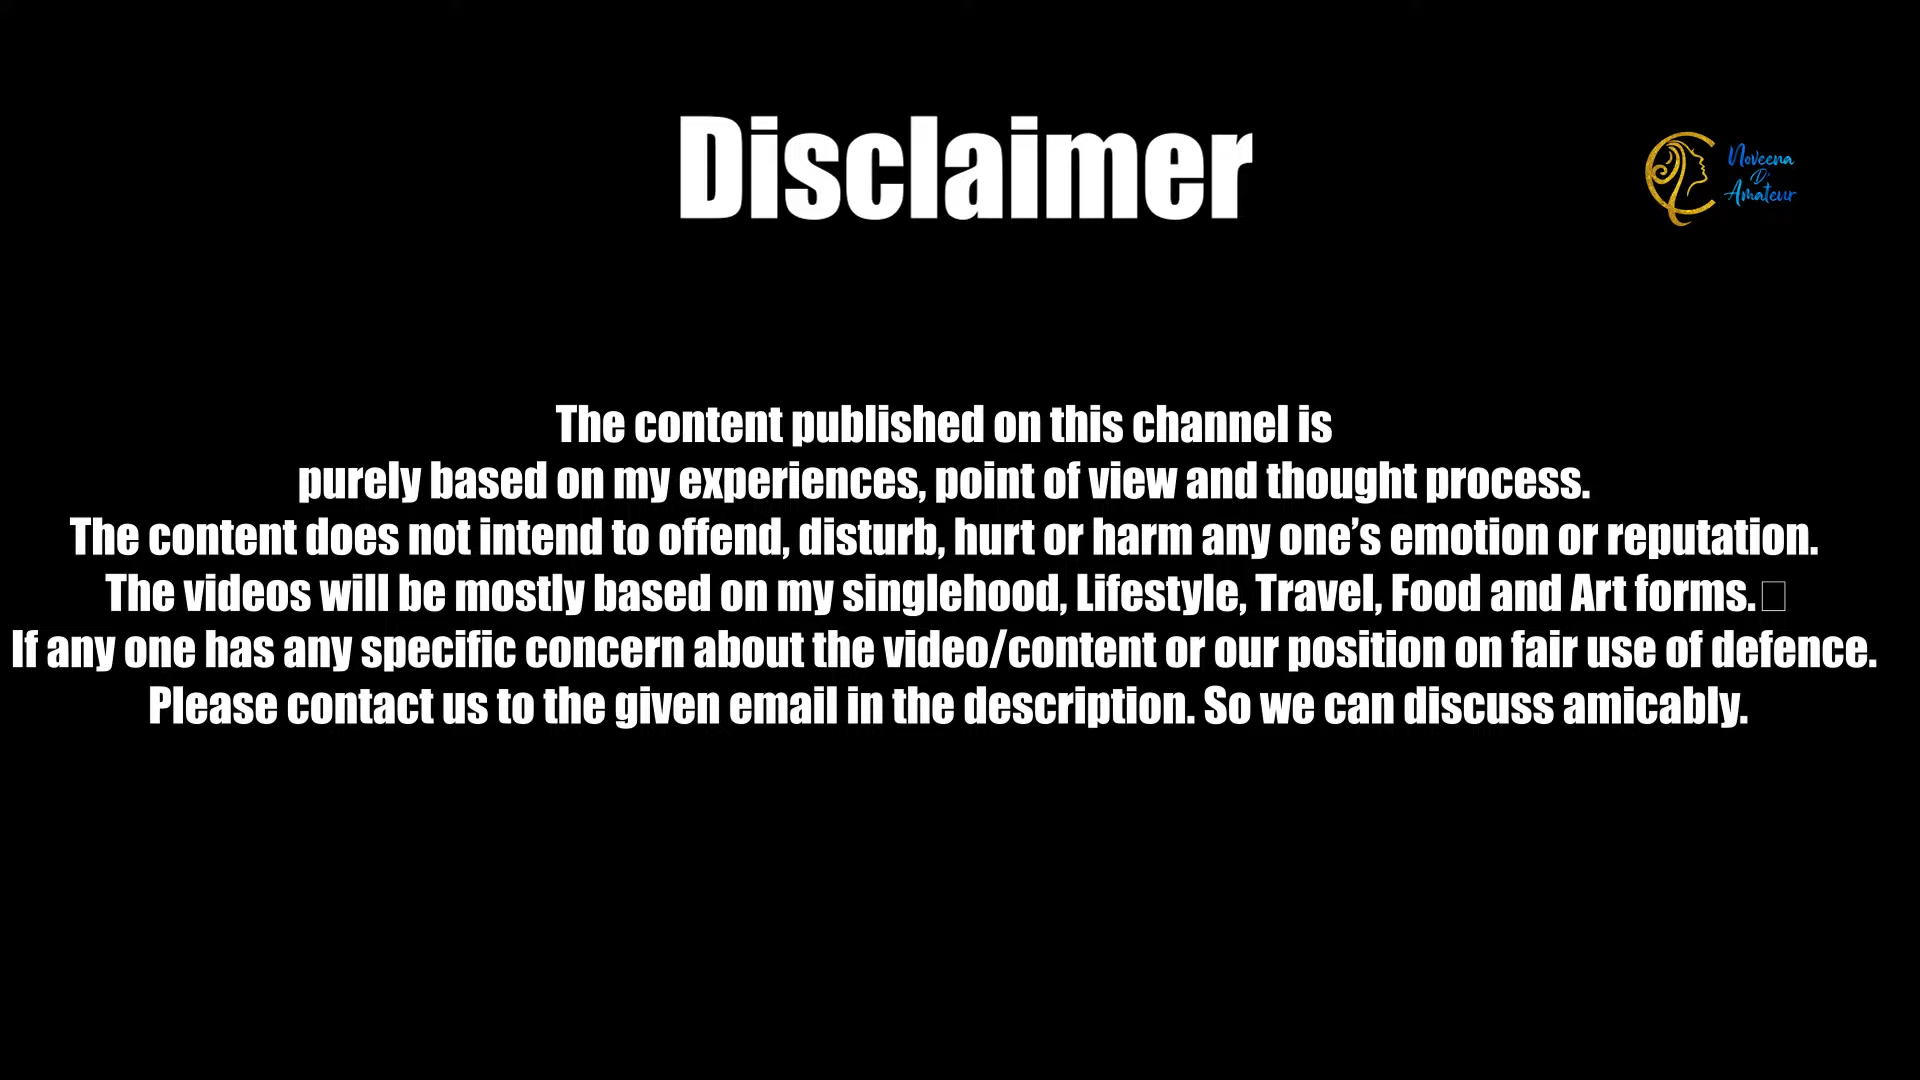 Disclaimer
Noveena
D'
Amateur
The content published on this channel is
purely based on my experiences, point of view and thought process.
The content does not intend to offend, disturb, hurt or harm any one’s emotion or reputation.
The videos will be mostly based on my singlehood, Lifestyle, Travel, Food and Art forms.
If any one has any specific concern about the video/content or our position on fair use of defence.
Please contact us to the given email in the description. So we can discuss amicably.